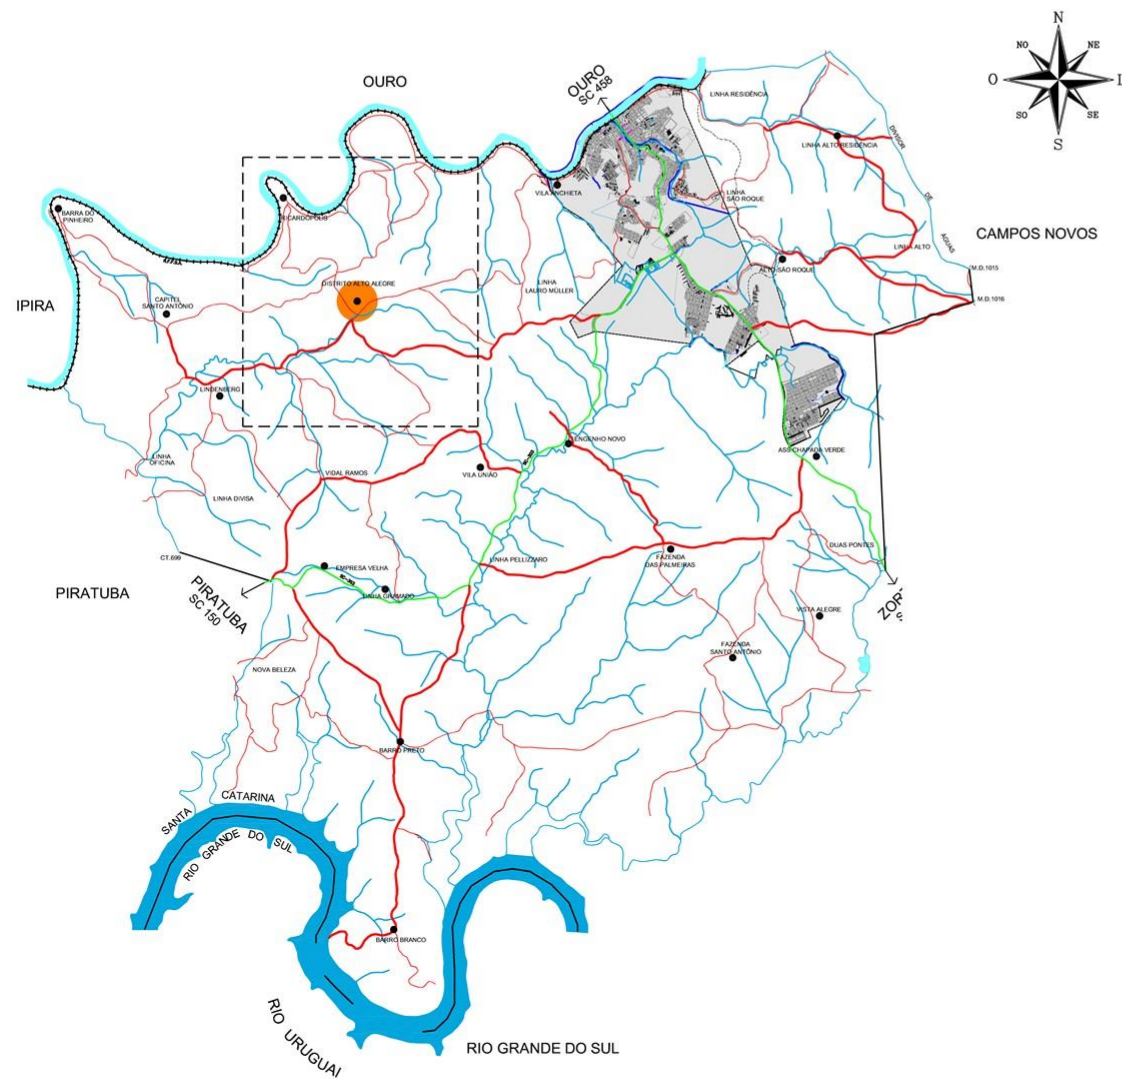 N
NO
NE
O
I
SO
SE
S
OURO
OURO
SC 458
LINHA RESIDÊNCIA
LINHA ALTO RESIDÊNCIA
DIVISOR
DE
AGUAS
VILA ANCHIETA
LINHA
SÃO ROQUE
CAMPOS NOVOS
BARRA DO
PINHEIRO
RICARDÓPOLIS
LINHA ALTO
ALTO SÃO ROQUE
M.D.1015
M.D.1016
IPIRA
CAPITEL
SANTO ANTÔNIO
DISTRITO ALTO ALEGRE
LINHA
LAURO MÜLLER
LINDENBERG
ENGENHO NOVO
ASS CHAPADA VERDE
LINHA
OFICINA
VIDAL RAMOS
VILA UNIÃO
LINHA DIVISA
DUAS PONTES
CT.699
LINHA PELLIZZARO
FAZENDA
DAS PALMEIRAS
EMPRESA VELHA
LINHA GRAMADO
PIRATUBA
PIRATUBA
SC 150
VISTA ALEGRE
FAZENDA
SANTO ANTÔNIO
NOVA BELEZA
BARRO PRETO
SANTA
CATARINA
RIO GRANDE DO SUL
BARRO BRANCO
RIO URUGUAI
RIO GRANDE DO SUL